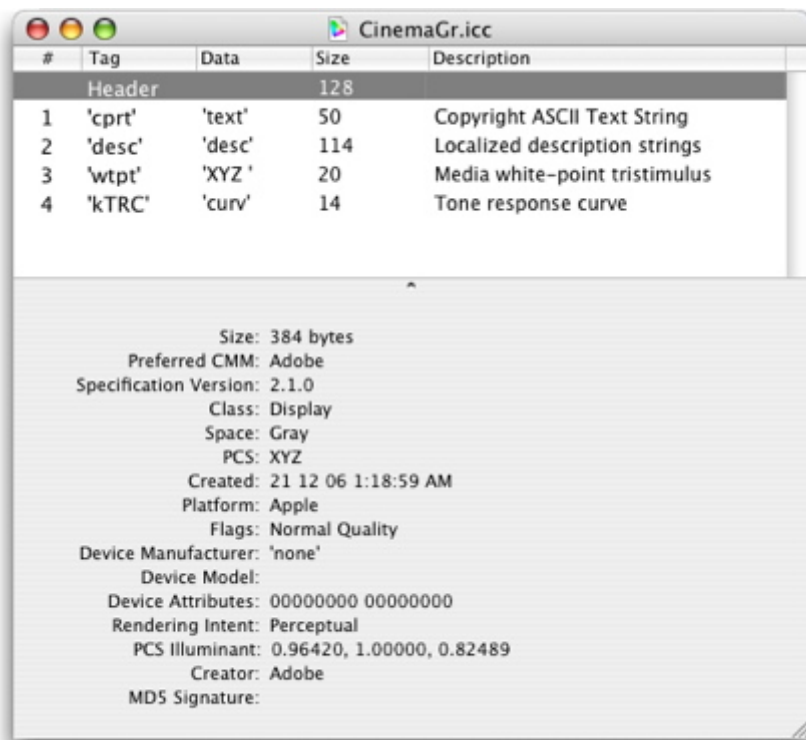 CinemaGr.icc
# Tag Data Size Description
Header 128
1 'cprt' 'text' 50 Copyright ASCII Text String
2 'desc' 'desc' 114 Localized description strings
3 'wtpt' 'XYZ ' 20 Media white-point tristimulus
4 'kTRC' 'curv' 14 Tone response curve
Size: 384 bytes
Preferred CMM: Adobe
Specification Version: 2.1.0
Class: Display
Space: Gray
PCS: XYZ
Created: 21 12 06 1:18:59 AM
Platform: Apple
Flags: Normal Quality
Device Manufacturer: 'none'
Device Model:
Device Attributes: 00000000 00000000
Rendering Intent: Perceptual
PCS Illuminant: 0.96420, 1.00000, 0.82489
Creator: Adobe
MD5 Signature: